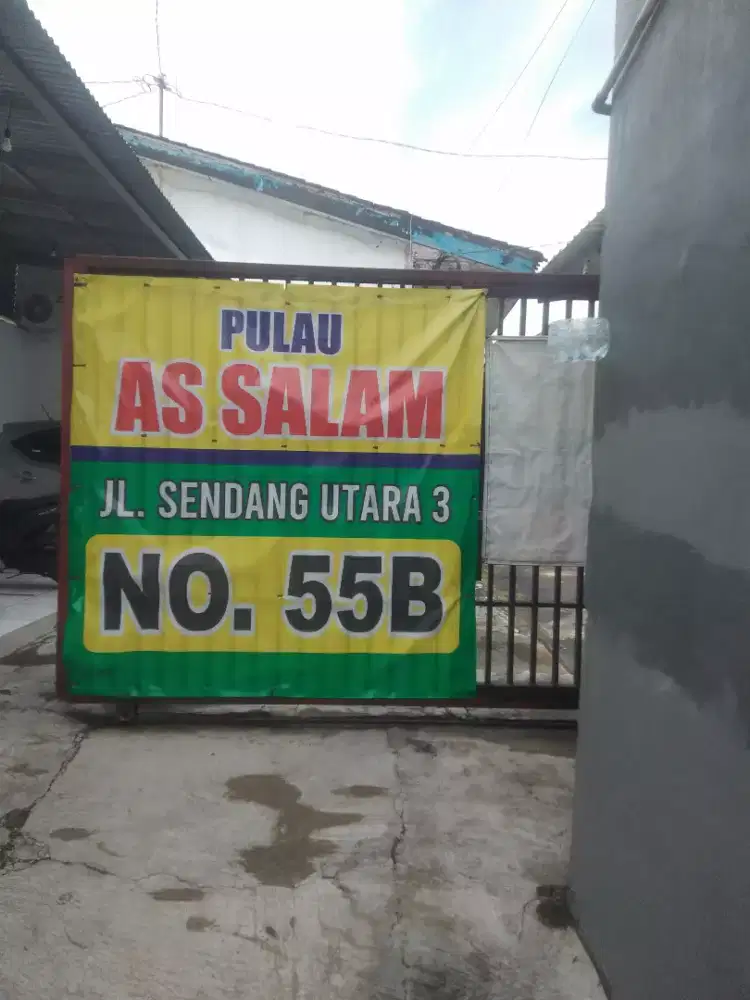 PULAU
AS SALAM
JL. SENDANG UTARA 3
NO. 55B